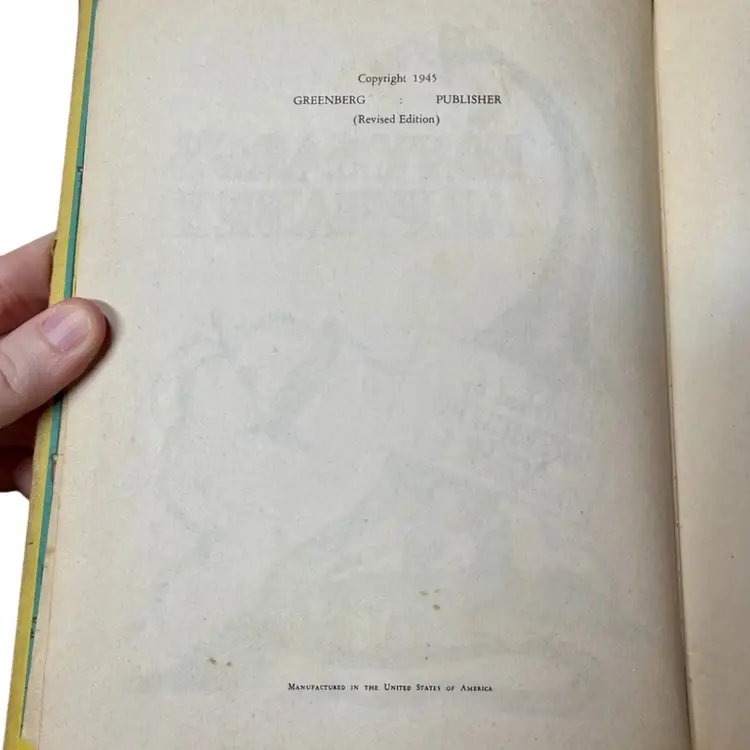 Copyright 1945
GREENBERG : PUBLISHER
(Revised Edition)
MANUFACTURED IN THE UNITED STATES OF AMERICA